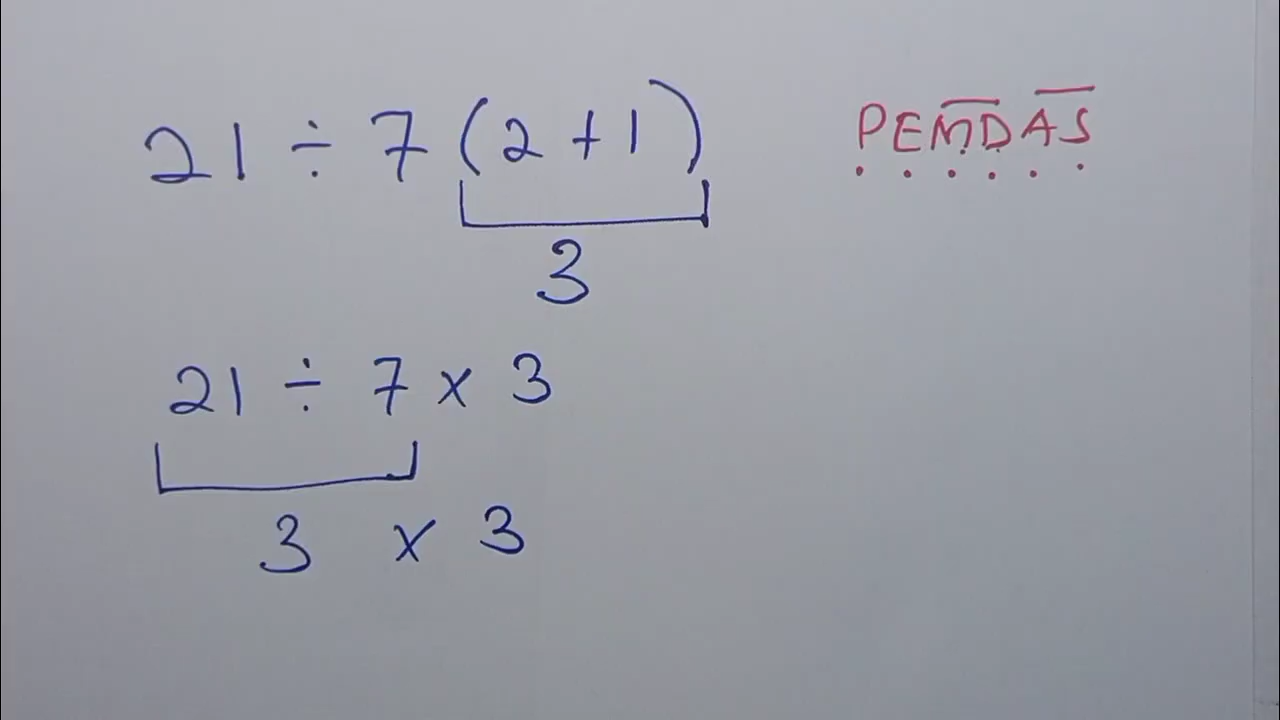 21 ÷ 7 (2 + 1) PEMDAS
3
21 ÷ 7 × 3
3 × 3